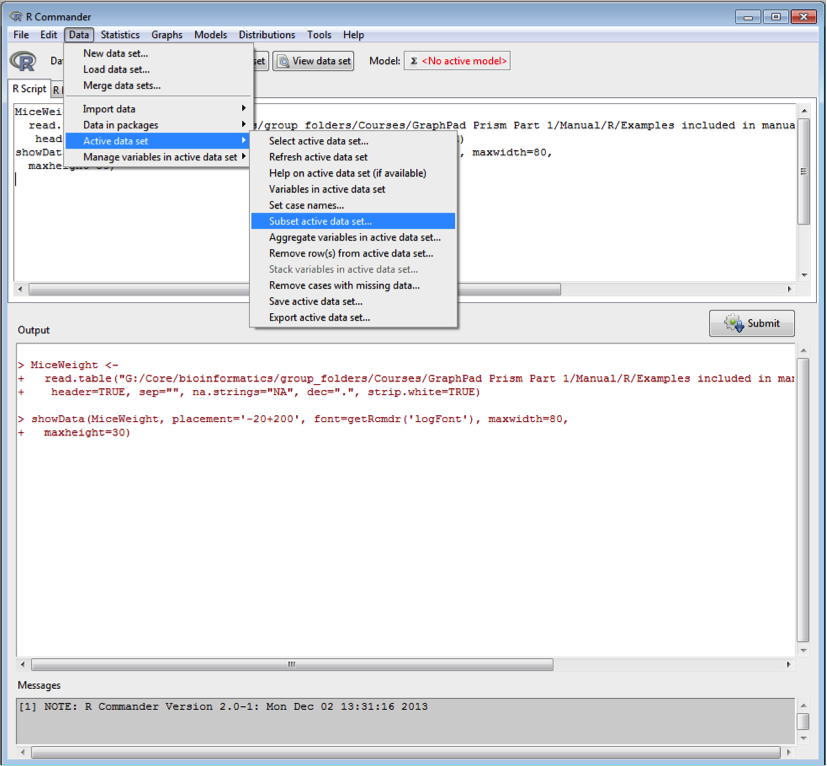 R Commander
File Edit Data Statistics Graphs Models Distributions Tools Help
View data set Model: Σ <No active model>
R Script
New data set...
Load data set...
Merge data sets...
Import data
Data in packages
Active data set
Manage variables in active data set
Select active data set...
Refresh active data set
Help on active data set (if available)
Variables in active data set
Set case names...
Subset active data set...
Aggregate variables in active data set...
Remove row(s) from active data set...
Stack variables in active data set...
Remove cases with missing data...
Save active data set...
Export active data set...
/group folders/Courses/GraphPad Prism Part 1/Manual/R/Examples included in manua
, maxwidth=80,
Output
Submit
> MiceWeight <-
+ read.table("G:/Core/bioinformatics/group_folders/Courses/GraphPad Prism Part 1/Manual/R/Examples included in man
+ header=TRUE, sep="", na.strings="NA", dec=".", strip.white=TRUE)
> showData(MiceWeight, placement='-20+200', font=getRcmdr('logFont'), maxwidth=80,
+ maxheight=30)
Messages
[1] NOTE: R Commander Version 2.0-1: Mon Dec 02 13:31:16 2013